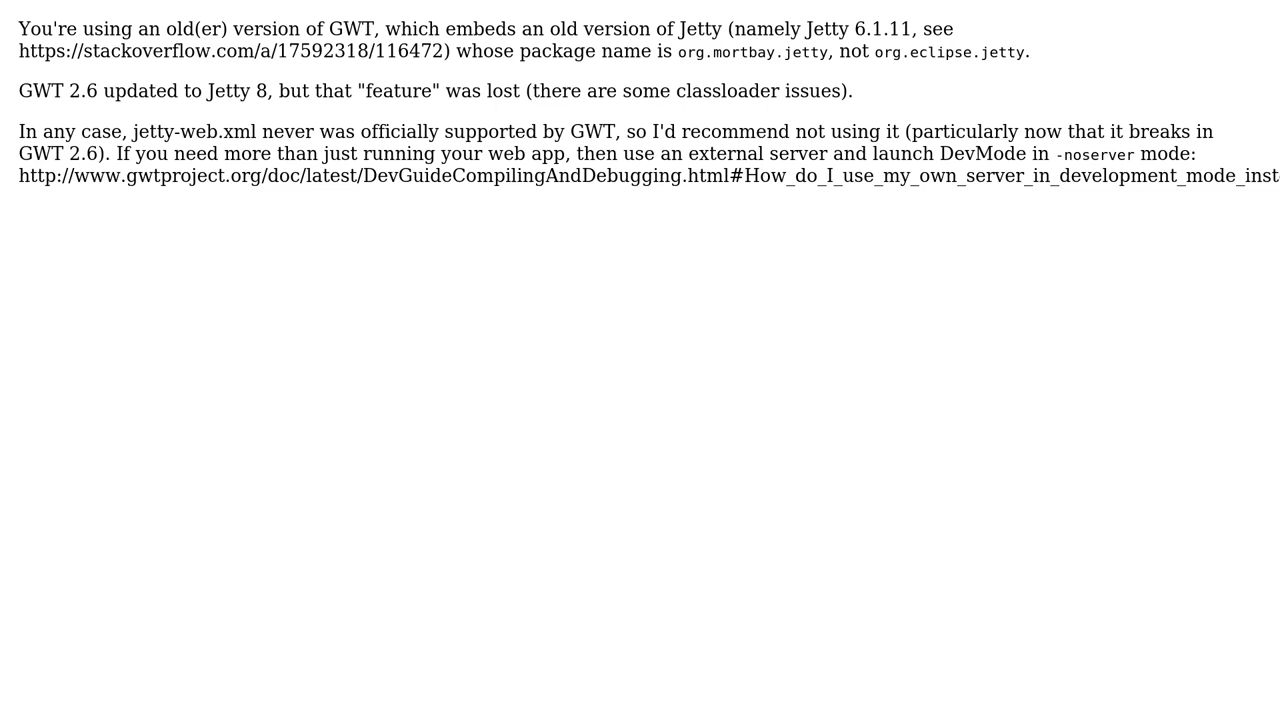 You're using an old(er) version of GWT, which embeds an old version of Jetty (namely Jetty 6.1.11, see
https://stackoverflow.com/a/17592318/116472) whose package name is org.mortbay.jetty, not org.eclipse.jetty.
GWT 2.6 updated to Jetty 8, but that "feature" was lost (there are some classloader issues).
In any case, jetty-web.xml never was officially supported by GWT, so I'd recommend not using it (particularly now that it breaks in
GWT 2.6). If you need more than just running your web app, then use an external server and launch DevMode in -noserver mode:
http://www.gwtproject.org/doc/latest/DevGuideCompilingAndDebugging.html#How_do_I_use_my_own_server_in_development_mode_inst